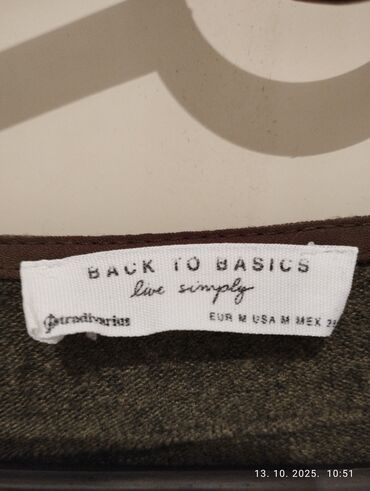 BACK TO BASICS
live simply
stradivarius
EUR M USA M MEX
13. 10. 2025. 10:51